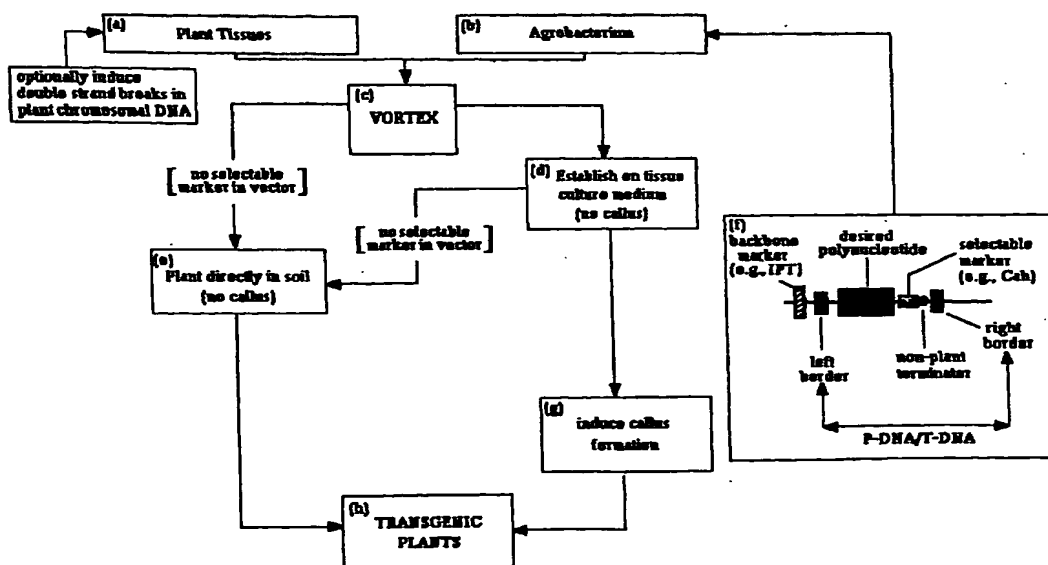 (a)
Plant Tissues
(b)
Agrobacterium
optionally induce
double strand breaks in
plant chromosomal DNA
(c)
VORTEX
[ no selectable
marker in vector ]
(d) Establish on tissue
culture medium
(no callus)
[ no selectable
marker in vector ]
(e)
Plant directly in soil
(no callus)
(f)
backbone
marker
(e.g., IPT)
desired
polynucleotide
selectable
marker
(e.g., Cah)
left
border
non-plant
terminator
right
border
P-DNA/T-DNA
(g)
induce callus
formation
(h)
TRANSGENIC
PLANTS